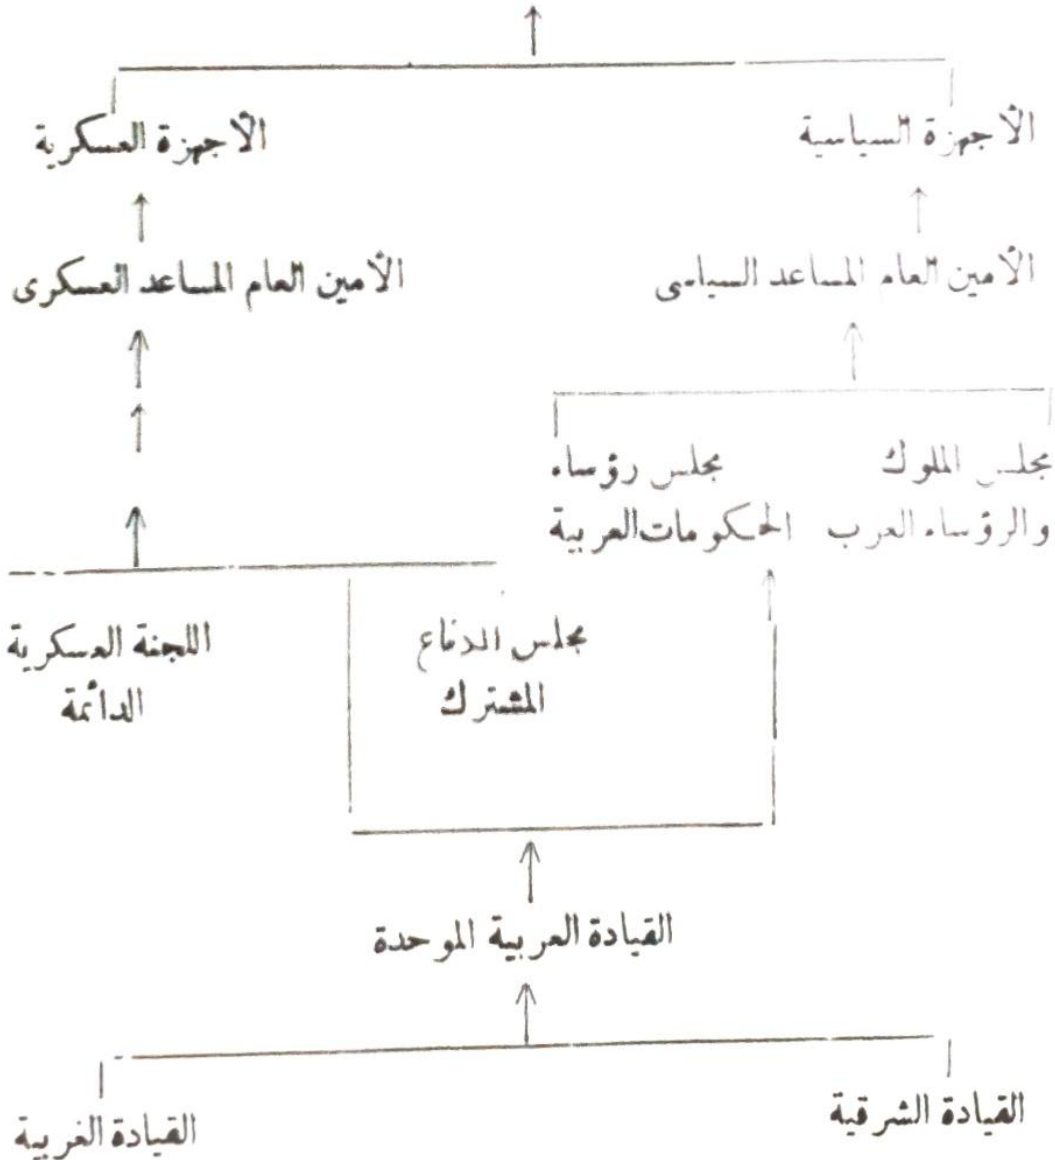 الأجهزة السياسية
الأجهزة العسكرية
الأمين العام المساعد السياسى
الأمين العام المساعد العسكرى
مجلس الملوك
والرؤساء العرب
مجلس رؤساء
الحكومات العربية
مجلس الدفاع
المشترك
اللجنة العسكرية
الدائمة
القيادة العربية الموحدة
القيادة الشرقية
القيادة الغربية